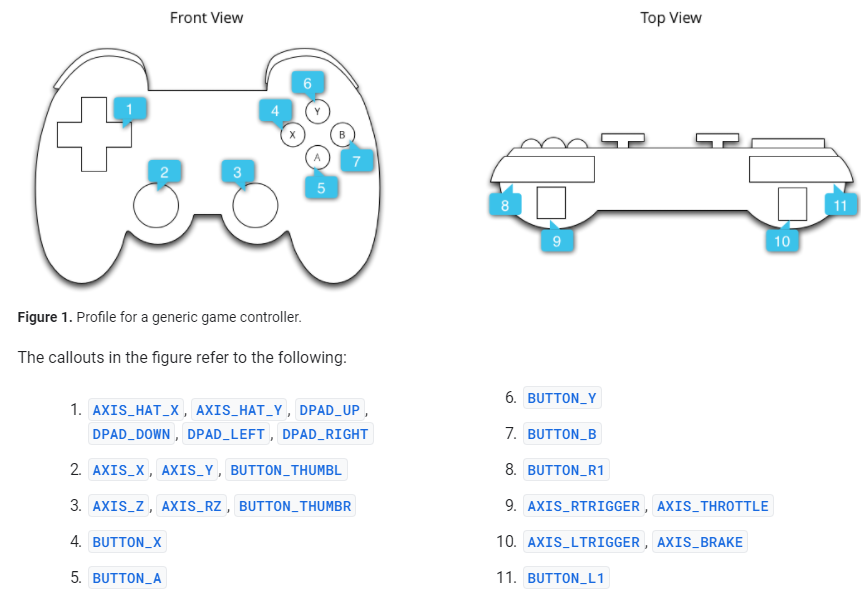 Front View
Top View
6
1
4
Y
X
B
A
7
2
3
5
8
11
9
10
Figure 1. Profile for a generic game controller.
The callouts in the figure refer to the following:
1. AXIS_HAT_X, AXIS_HAT_Y, DPAD_UP,
DPAD_DOWN, DPAD_LEFT, DPAD_RIGHT
2. AXIS_X, AXIS_Y, BUTTON_THUMBL
3. AXIS_Z, AXIS_RZ, BUTTON_THUMBR
4. BUTTON_X
5. BUTTON_A
6. BUTTON_Y
7. BUTTON_B
8. BUTTON_R1
9. AXIS_RTRIGGER, AXIS_THROTTLE
10. AXIS_LTRIGGER, AXIS_BRAKE
11. BUTTON_L1